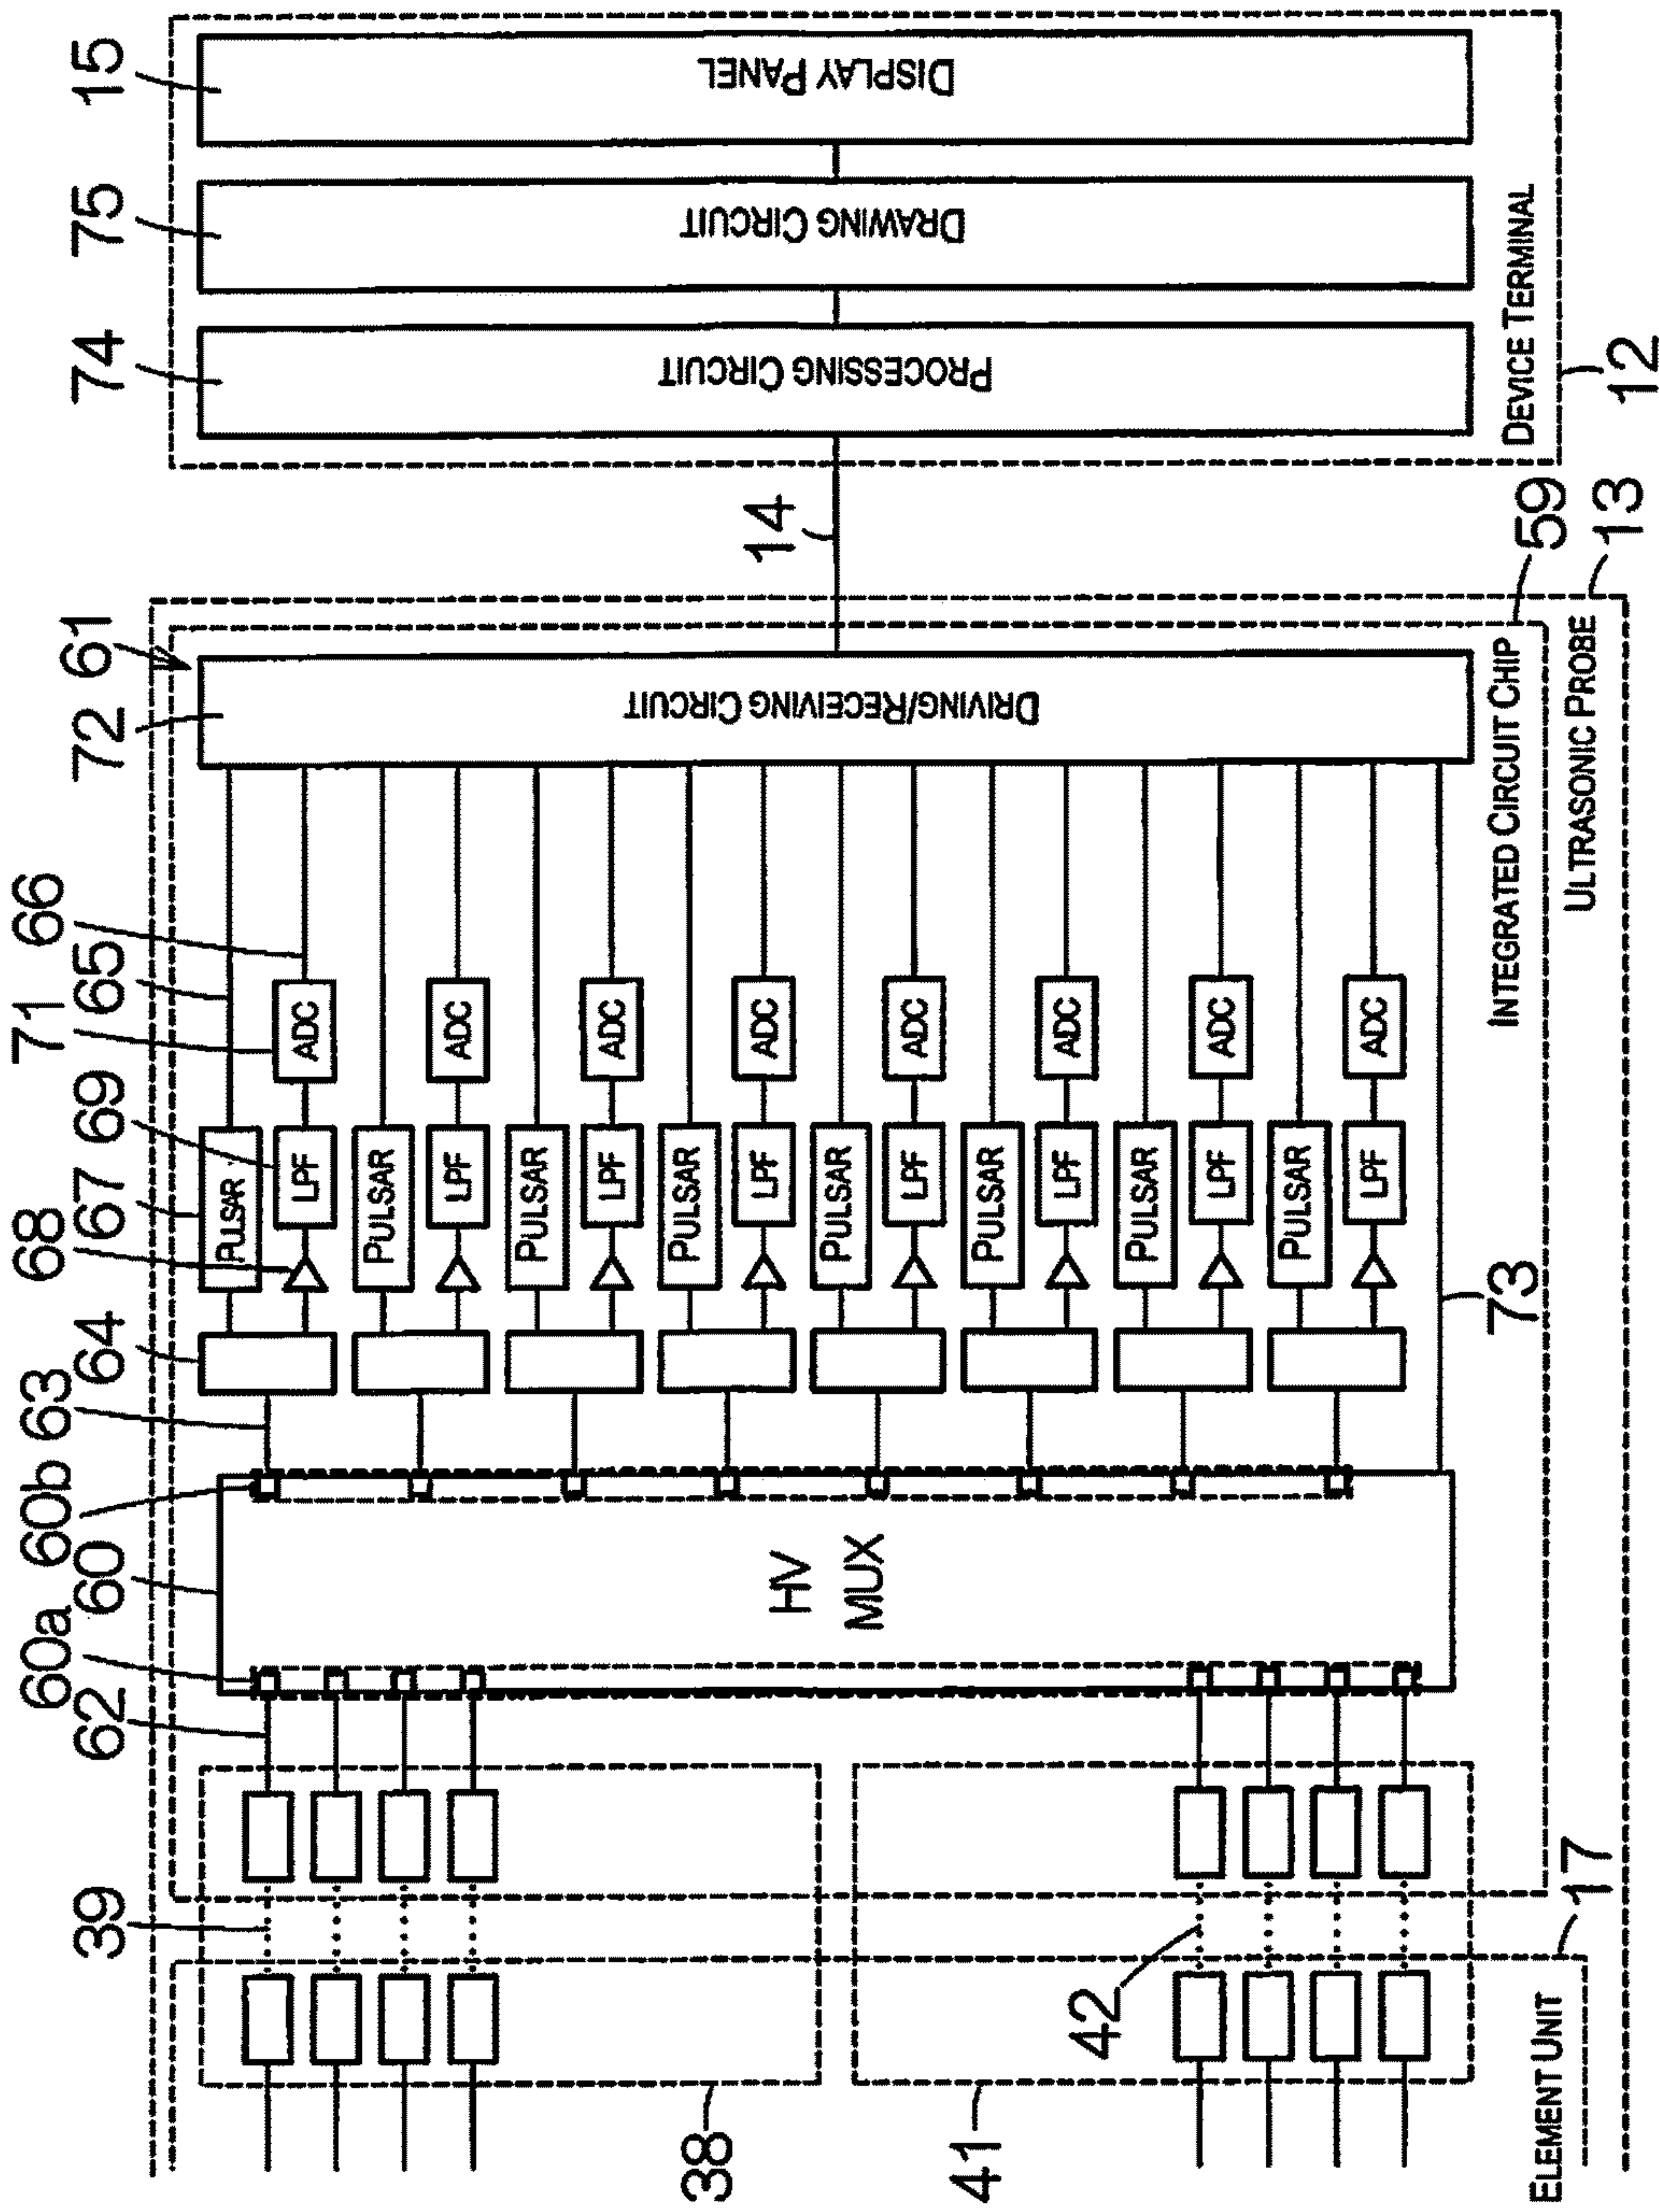 60a 60b 68 71 66
39 62 60 63 64 67 69 65 72 61 74 75 15
PULSAR
LPF ADC
PULSAR
LPF ADC
PULSAR
LPF ADC
PULSAR
LPF ADC
PULSAR
LPF ADC
PULSAR
LPF ADC
PULSAR
LPF ADC
PULSAR
LPF ADC
HV
MUX
DRIVING/RECEIVING CIRCUIT
PROCESSING CIRCUIT
DRAWING CIRCUIT
DISPLAY PANEL
38
14
41
42
73
INTEGRATED CIRCUIT CHIP
59
DEVICE TERMINAL
ELEMENT UNIT
17
ULTRASONIC PROBE
13
12